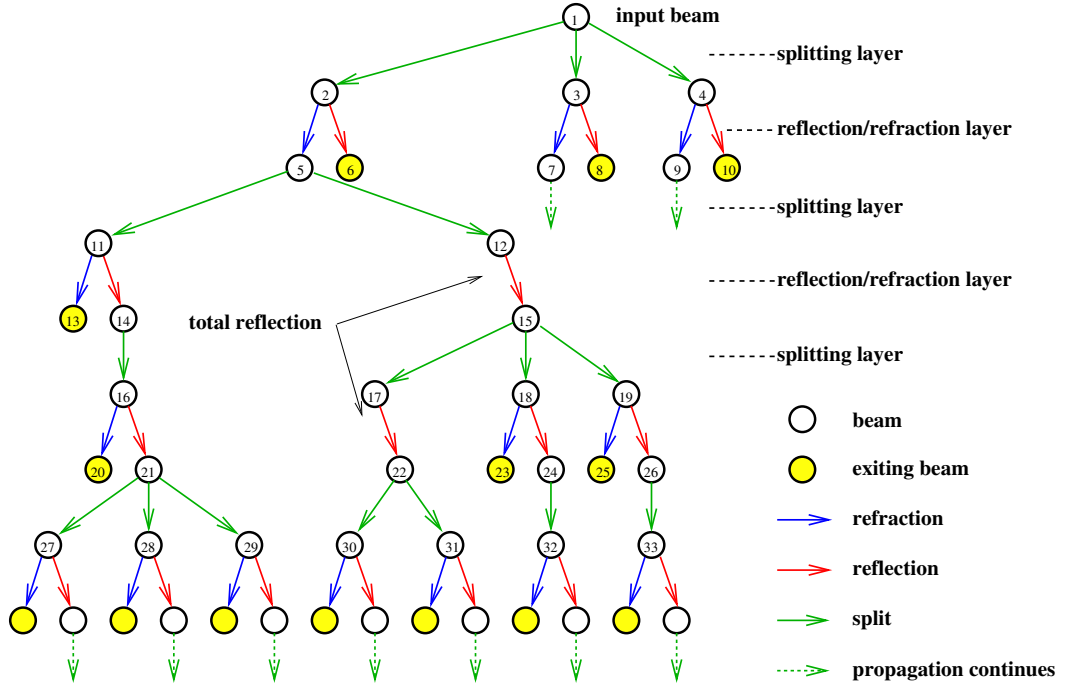 1 input beam
splitting layer
2 3 4
reflection/refraction layer
5 6 7 8 9 10
splitting layer
11 12
reflection/refraction layer
13 14 total reflection 15
splitting layer
16 17 18 19
beam
20 21 22 23 24 25 26
exiting beam
refraction
27 28 29 30 31 32 33
reflection
split
propagation continues